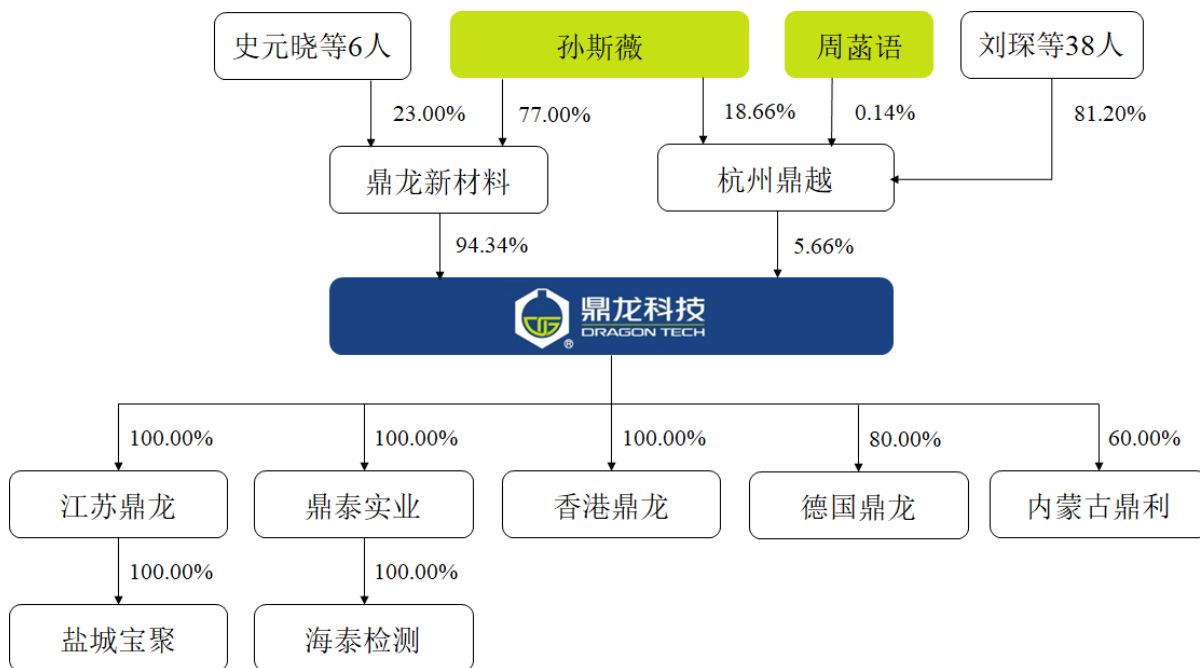 史元晓等6人
孙斯薇
周菡语
刘琛等38人
23.00%
77.00%
18.66%
0.14%
81.20%
鼎龙新材料
杭州鼎越
94.34%
5.66%
鼎龙科技
DRAGON TECH
®
100.00%
100.00%
100.00%
80.00%
60.00%
江苏鼎龙
鼎泰实业
香港鼎龙
德国鼎龙
内蒙古鼎利
100.00%
100.00%
盐城宝聚
海泰检测